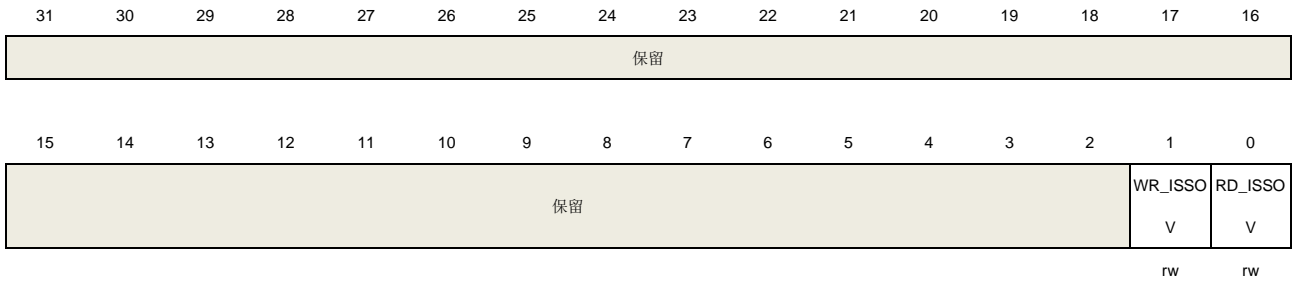 31 30 29 28 27 26 25 24 23 22 21 20 19 18 17 16
保留
15 14 13 12 11 10 9 8 7 6 5 4 3 2 1 0
保留
WR_ISSO RD_ISSO
V V
rw rw